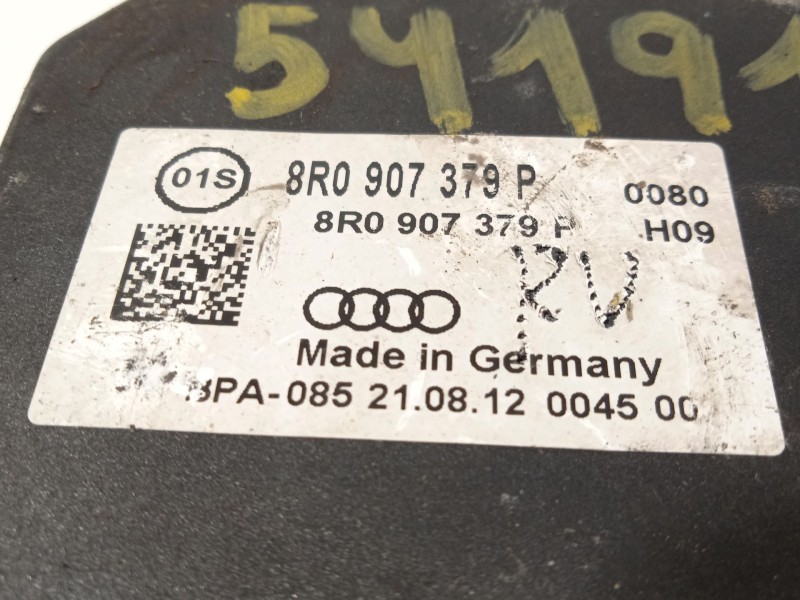 54191
01S 8R0 907 379 P 0080
8R0 907 379 P H09
RV
Made in Germany
BPA-085 21.08.12 0045 00